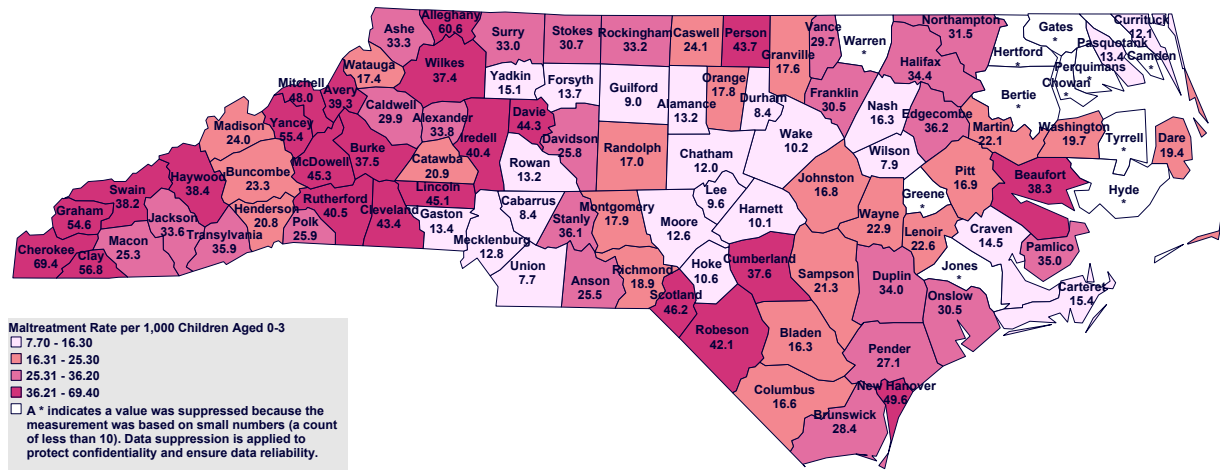 Alleghany
60.6
Ashe
33.3
Surry
33.0
Stokes
30.7
Rockingham
33.2
Caswell
24.1
Person
43.7
Vance
29.7
Granville
17.6
Warren
*
Northampton
31.5
Gates
*
Currituck
12.1
Hertford
*
Pasquotank
13.4
Camden
*
Perquimans
*
Chowan
*
Watauga
17.4
Wilkes
37.4
Yadkin
15.1
Forsyth
13.7
Guilford
9.0
Alamance
13.2
Orange
17.8
Durham
8.4
Franklin
30.5
Halifax
34.4
Bertie
*
Mitchell
48.0
Avery
39.3
Caldwell
29.9
Alexander
33.8
Iredell
40.4
Davie
44.3
Davidson
25.8
Randolph
17.0
Chatham
12.0
Wake
10.2
Nash
16.3
Edgecombe
36.2
Martin
22.1
Washington
19.7
Tyrrell
*
Dare
19.4
Madison
24.0
Yancey
55.4
McDowell
45.3
Burke
37.5
Catawba
20.9
Rowan
13.2
Wilson
7.9
Pitt
16.9
Beaufort
38.3
Hyde
*
Swain
38.2
Haywood
38.4
Buncombe
23.3
Rutherford
40.5
Cleveland
43.4
Lincoln
45.1
Gaston
13.4
Cabarrus
8.4
Stanly
36.1
Montgomery
17.9
Moore
12.6
Lee
9.6
Harnett
10.1
Johnston
16.8
Wayne
22.9
Greene
*
Lenoir
22.6
Craven
14.5
Pamlico
35.0
Graham
54.6
Jackson
33.6
Transylvania
35.9
Henderson
20.8
Polk
25.9
Mecklenburg
12.8
Cherokee
69.4
Clay
56.8
Macon
25.3
Union
7.7
Anson
25.5
Richmond
18.9
Hoke
10.6
Cumberland
37.6
Sampson
21.3
Duplin
34.0
Jones
*
Onslow
30.5
Carteret
15.4
Scotland
46.2
Robeson
42.1
Bladen
16.3
Pender
27.1
New Hanover
49.6
Columbus
16.6
Brunswick
28.4
Maltreatment Rate per 1,000 Children Aged 0-3
7.70 - 16.30
16.31 - 25.30
25.31 - 36.20
36.21 - 69.40
A * indicates a value was suppressed because the
measurement was based on small numbers (a count
of less than 10). Data suppression is applied to
protect confidentiality and ensure data reliability.